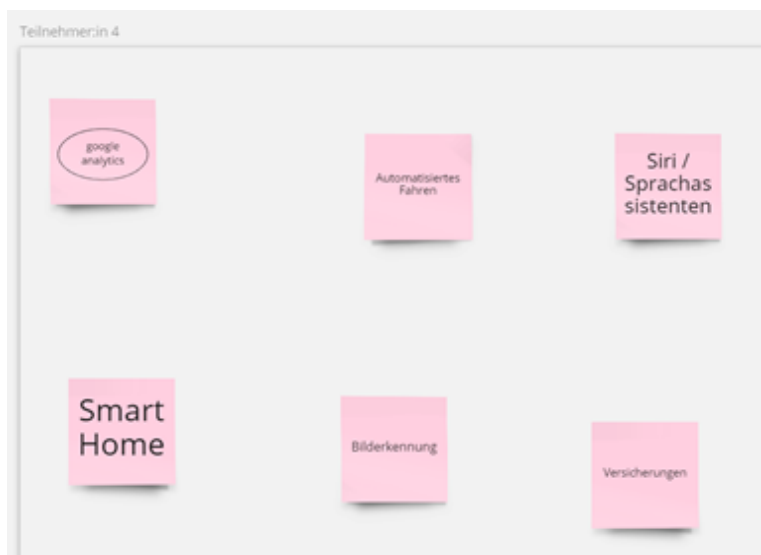 Teilnehmer:in 4
google
analytics
Automatisiertes
Fahren
Siri /
Sprachas
sistenten
Smart
Home
Bilderkennung
Versicherungen